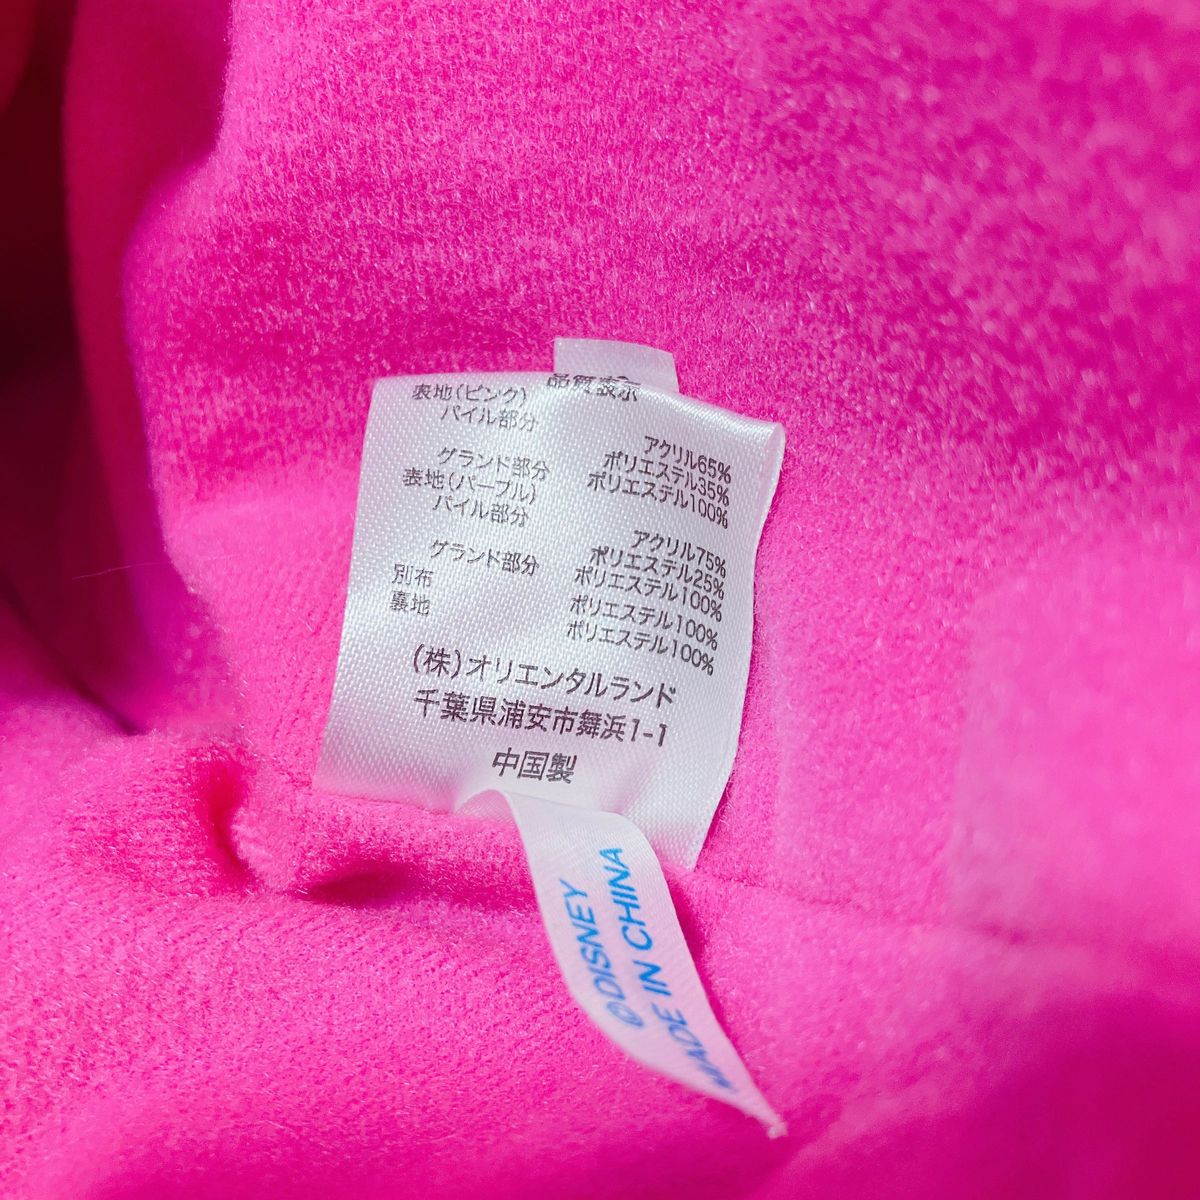 品質表示
表地(ピンク)
パイル部分 アクリル65%
ポリエステル35%
グランド部分 ポリエステル100%
表地(パープル)
パイル部分 アクリル75%
ポリエステル25%
グランド部分 ポリエステル100%
別布 ポリエステル100%
裏地 ポリエステル100%
(株)オリエンタルランド
千葉県浦安市舞浜1-1
中国製
©DISNEY
MADE IN CHINA